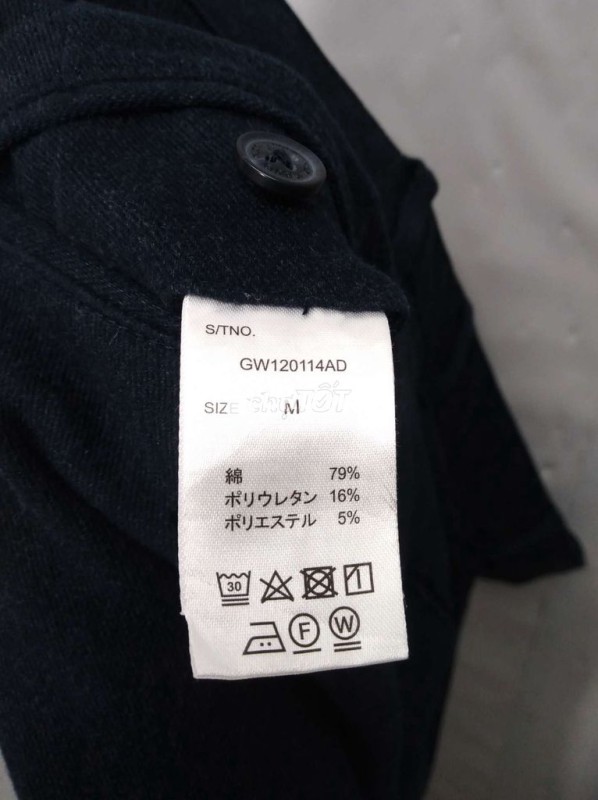 S/TNO.
GW120114AD
SIZE M
綿 79%
ポリウレタン 16%
ポリエステル 5%
30
F W